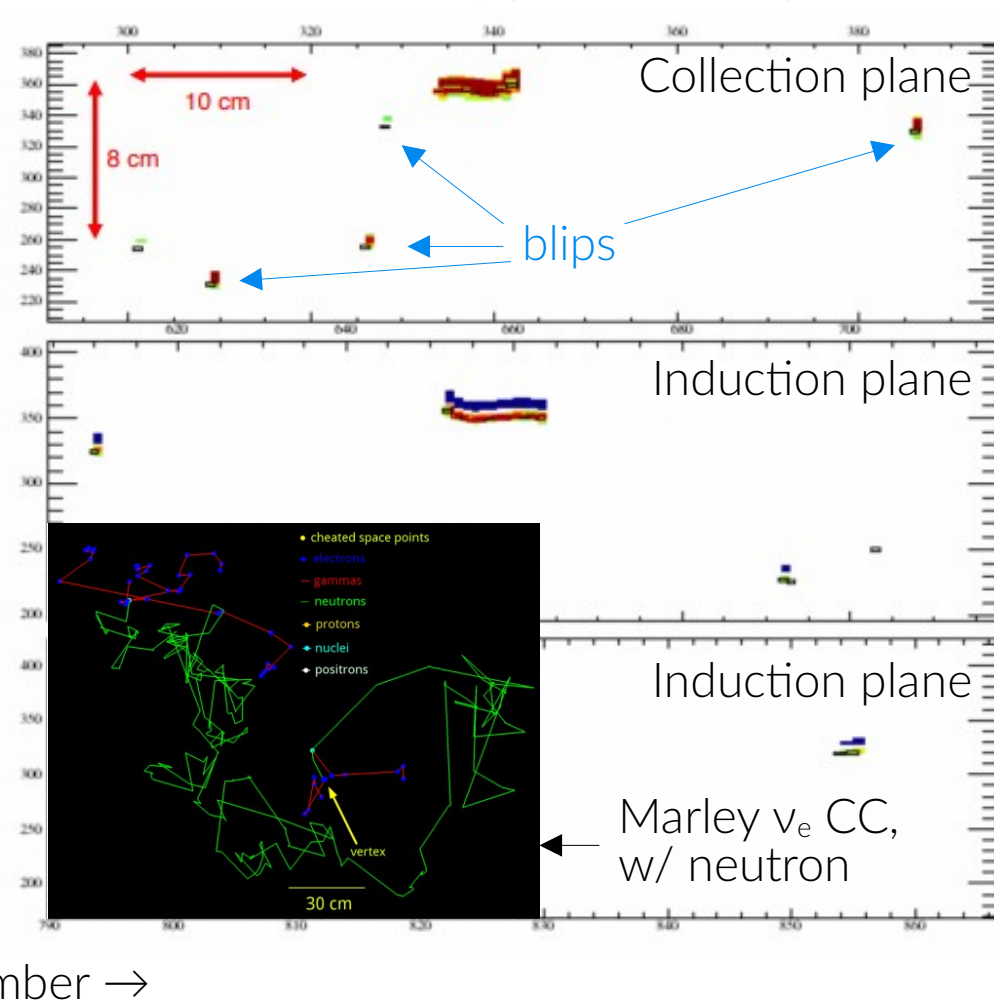 300 320 340 380
380
360
340
320
300
280
260
240
220
10 cm
8 cm
Collection plane
blips
620 640 660 680 700
400
350
300
250
200
Induction plane
400
350
300
250
200
Induction plane
cheated space points
electrons
gammas
neutrons
protons
nuclei
positrons
vertex
30 cm
Marley νₑ CC,
w/ neutron
790 800 810 820 830 840 850 860
mber →